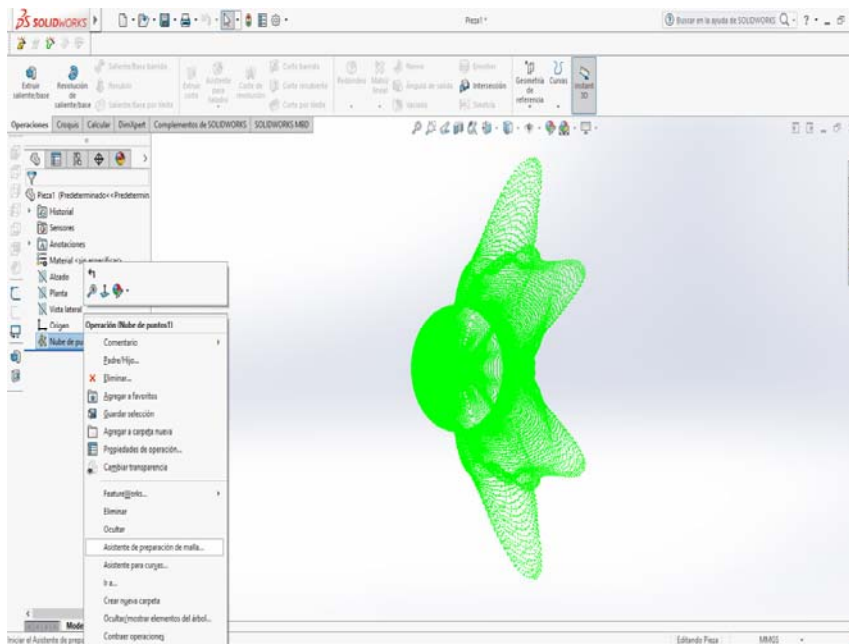 SOLIDWORKS
Pieza1 *
Buscar en la ayuda de SOLIDWORKS
Extruir saliente/base
Revolución de saliente/base
Saliente/Base barrido
Recubrir
Saliente/Base por límite
Extruir corte
Asistente para taladro
Corte de revolución
Corte barrido
Corte recubierto
Corte por límite
Redondeo
Matriz lineal
Nervio
Ángulo de salida
Vaciado
Envolver
Intersección
Simetría
Geometría de referencia
Curvas
Instant 3D
Operaciones
Croquis
Calcular
DimXpert
Complementos de SOLIDWORKS
SOLIDWORKS MBD
Pieza1 (Predeterminado<<Predetermin
Historial
Sensores
Anotaciones
Material <sin especificar>
Alzado
Planta
Vista lateral
Origen
Nube de pu
Operación (Nube de puntos1)
Comentario
Padre/Hijo...
Eliminar...
Agregar a favoritos
Guardar selección
Agregar a carpeta nueva
Propiedades de operación...
Cambiar transparencia
FeatureWorks...
Eliminar
Ocultar
Asistente de preparación de malla...
Asistente para curvas...
Ir a...
Crear nueva carpeta
Ocultar/mostrar elementos del árbol...
Contraer operaciones
Mode
Iniciar el Asistente de prepa
Editando Pieza
MMGS